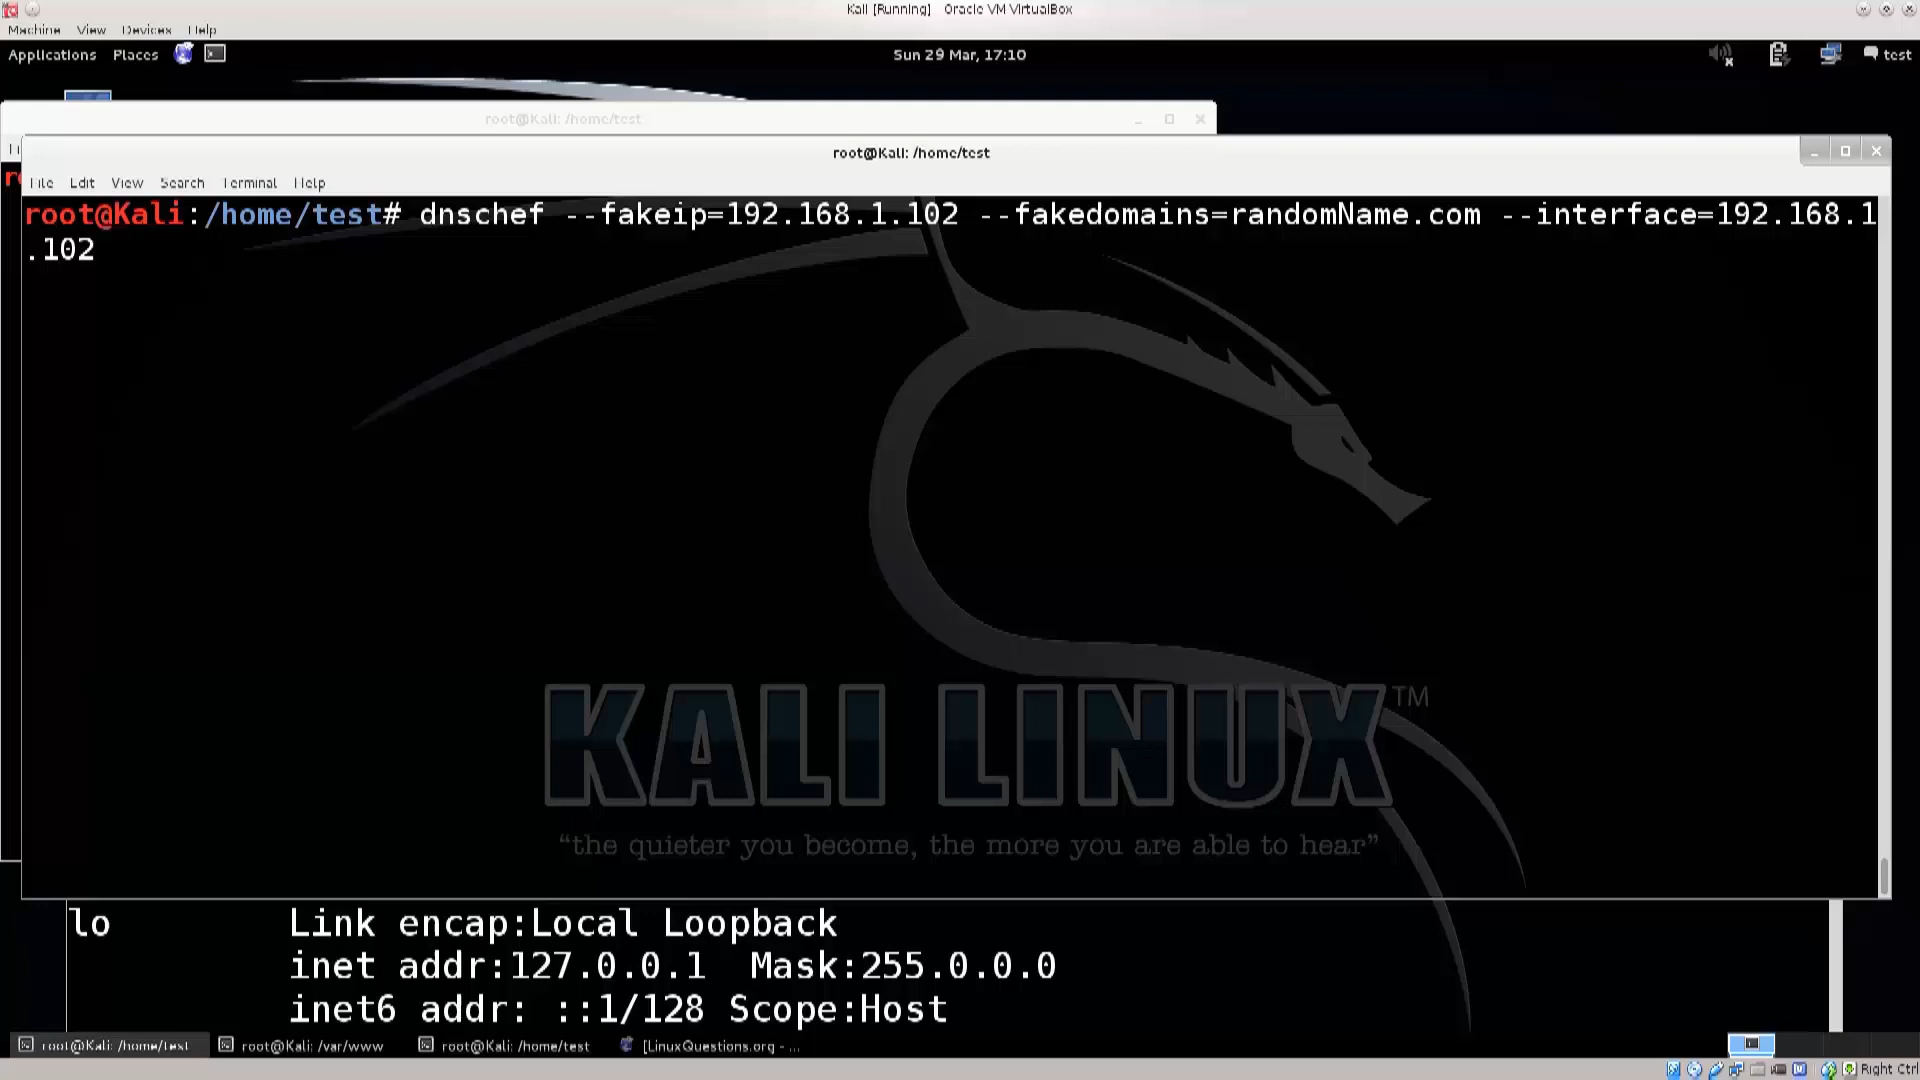 Kali [Running] - Oracle VM VirtualBox
Machine View Devices Help
Applications Places
Sun 29 Mar, 17:10
test
root@Kali: /home/test
root@Kali: /home/test
File Edit View Search Terminal Help
root@Kali:/home/test# dnschef --fakeip=192.168.1.102 --fakedomains=randomName.com --interface=192.168.1
.102
KALI LINUX™
“the quieter you become, the more you are able to hear”
lo Link encap:Local Loopback
inet addr:127.0.0.1 Mask:255.0.0.0
inet6 addr: ::1/128 Scope:Host
root@Kali: /home/test
root@Kali: /var/www
root@Kali: /home/test
[LinuxQuestions.org - ...
Right Ctrl